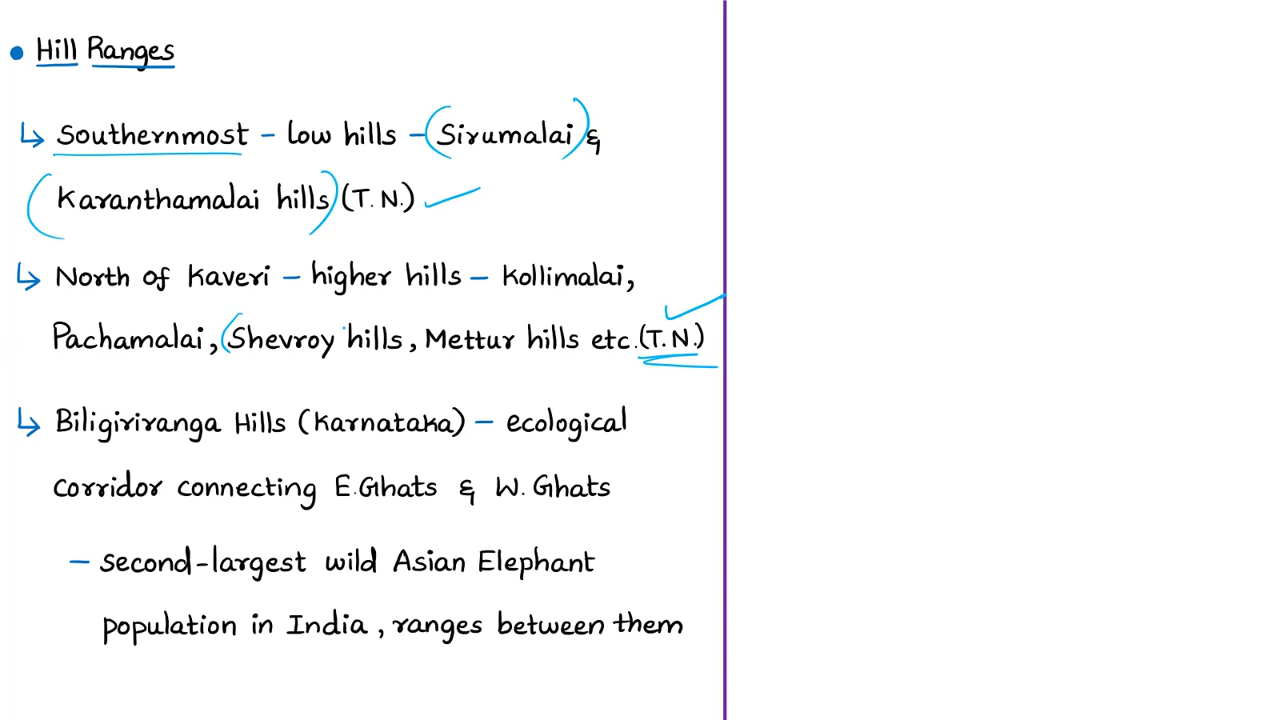 • Hill Ranges
↳ Southernmost – low hills – (Sirumalai) &
(Karanthamalai hills) (T.N.) ✓
↳ North of Kaveri – higher hills – Kollimalai,
Pachamalai, (Shevroy hills, Mettur hills etc. (T.N.) ✓
↳ Biligiriranga Hills (Karnataka) – ecological
corridor connecting E.Ghats & W. Ghats
– second-largest wild Asian Elephant
population in India, ranges between them